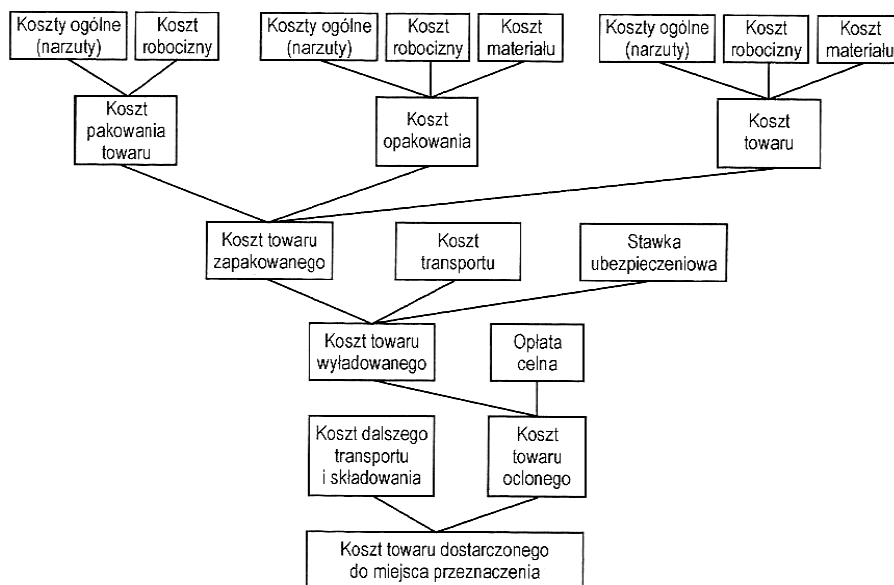 Koszty ogólne
(narzuty)
Koszt
robocizny
Koszty ogólne
(narzuty)
Koszt
robocizny
Koszt
materiału
Koszty ogólne
(narzuty)
Koszt
robocizny
Koszt
materiału
Koszt
pakowania
towaru
Koszt
opakowania
Koszt
towaru
Koszt towaru
zapakowanego
Koszt
transportu
Stawka
ubezpieczeniowa
Koszt towaru
wyładowanego
Opłata
celna
Koszt dalszego
transportu
i składowania
Koszt
towaru
oclonego
Koszt towaru dostarczonego
do miejsca przeznaczenia